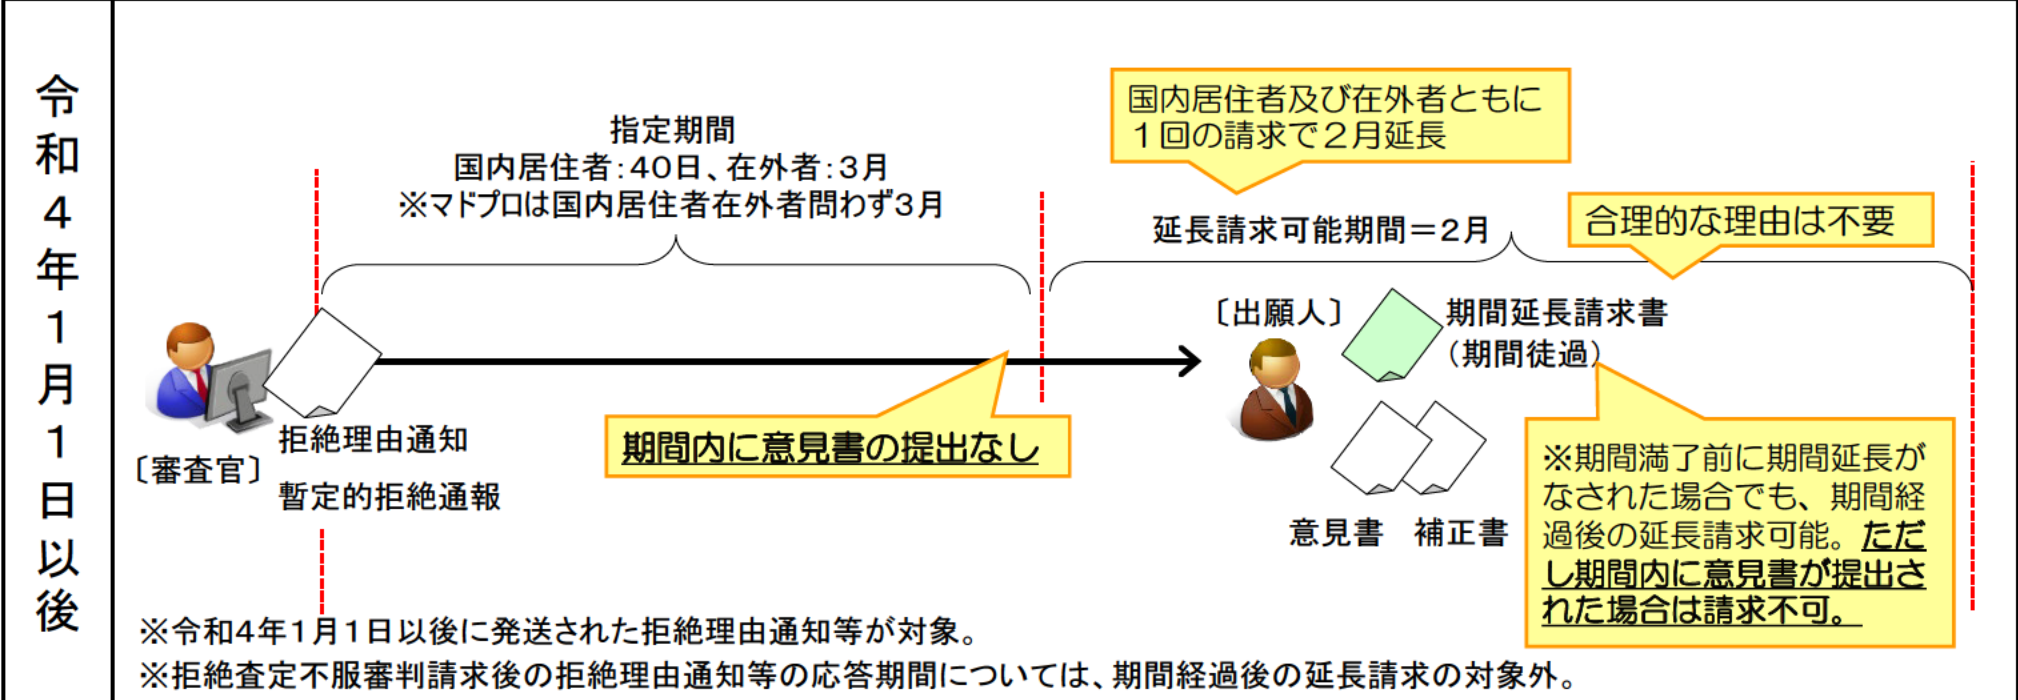 令和4年1月1日以後
指定期間
国内居住者:40日、在外者:3月
※マドプロは国内居住者在外者問わず3月
国内居住者及び在外者ともに
1回の請求で2月延長
延長請求可能期間=2月
合理的な理由は不要
〔審査官〕
拒絶理由通知
暫定的拒絶通報
期間内に意見書の提出なし
〔出願人〕
期間延長請求書
(期間徒過)
意見書 補正書
※期間満了前に期間延長が
なされた場合でも、期間経
過後の延長請求可能。ただ
し期間内に意見書が提出さ
れた場合は請求不可。
※令和4年1月1日以後に発送された拒絶理由通知等が対象。
※拒絶査定不服審判請求後の拒絶理由通知等の応答期間については、期間経過後の延長請求の対象外。